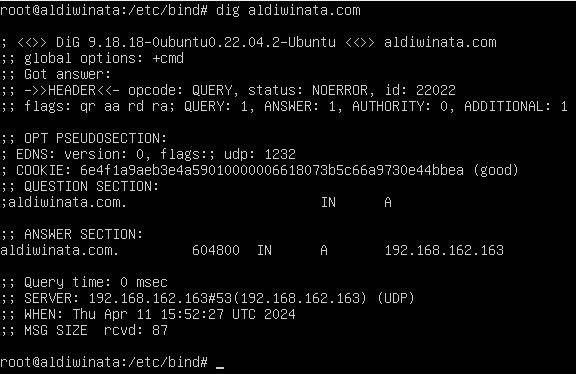 root@aldiwinata:/etc/bind# dig aldiwinata.com
; <<>> DiG 9.18.18-0ubuntu0.22.04.2-Ubuntu <<>> aldiwinata.com
;; global options: +cmd
;; Got answer:
;; ->>HEADER<<- opcode: QUERY, status: NOERROR, id: 22022
;; flags: qr aa rd ra; QUERY: 1, ANSWER: 1, AUTHORITY: 0, ADDITIONAL: 1
;; OPT PSEUDOSECTION:
; EDNS: version: 0, flags:; udp: 1232
; COOKIE: 6e4f1a9aeb3e4a59010000006618073b5c66a9730e44bbea (good)
;; QUESTION SECTION:
;aldiwinata.com. IN A
;; ANSWER SECTION:
aldiwinata.com. 604800 IN A 192.168.162.163
;; Query time: 0 msec
;; SERVER: 192.168.162.163#53(192.168.162.163) (UDP)
;; WHEN: Thu Apr 11 15:52:27 UTC 2024
;; MSG SIZE rcvd: 87
root@aldiwinata:/etc/bind# _